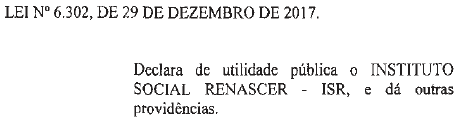 LEI Nº 6.302, DE 29 DE DEZEMBRO DE 2017.
Declara de utilidade pública o INSTITUTO
SOCIAL RENASCER - ISR, e dá outras
providências.